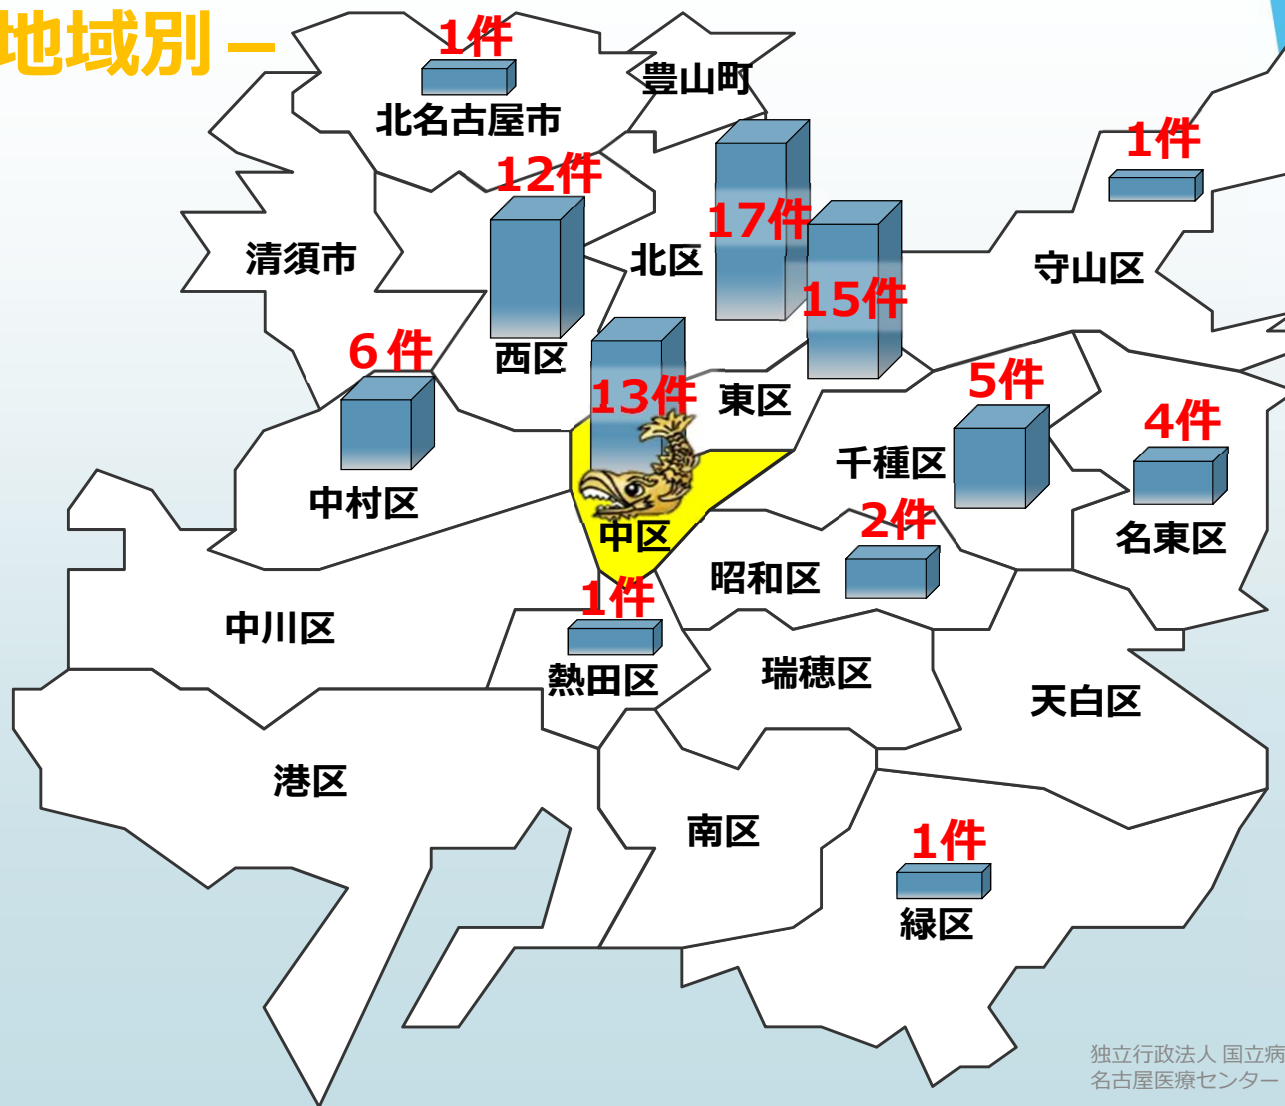 地域別－
1件
豊山町
北名古屋市
1件
12件
17件
清須市
北区
守山区
15件
６件
西区
13件
東区
5件
4件
千種区
中村区
2件
中区
名東区
昭和区
1件
中川区
熱田区
瑞穂区
天白区
港区
南区
1件
緑区
独立行政法人 国立病
名古屋医療センター